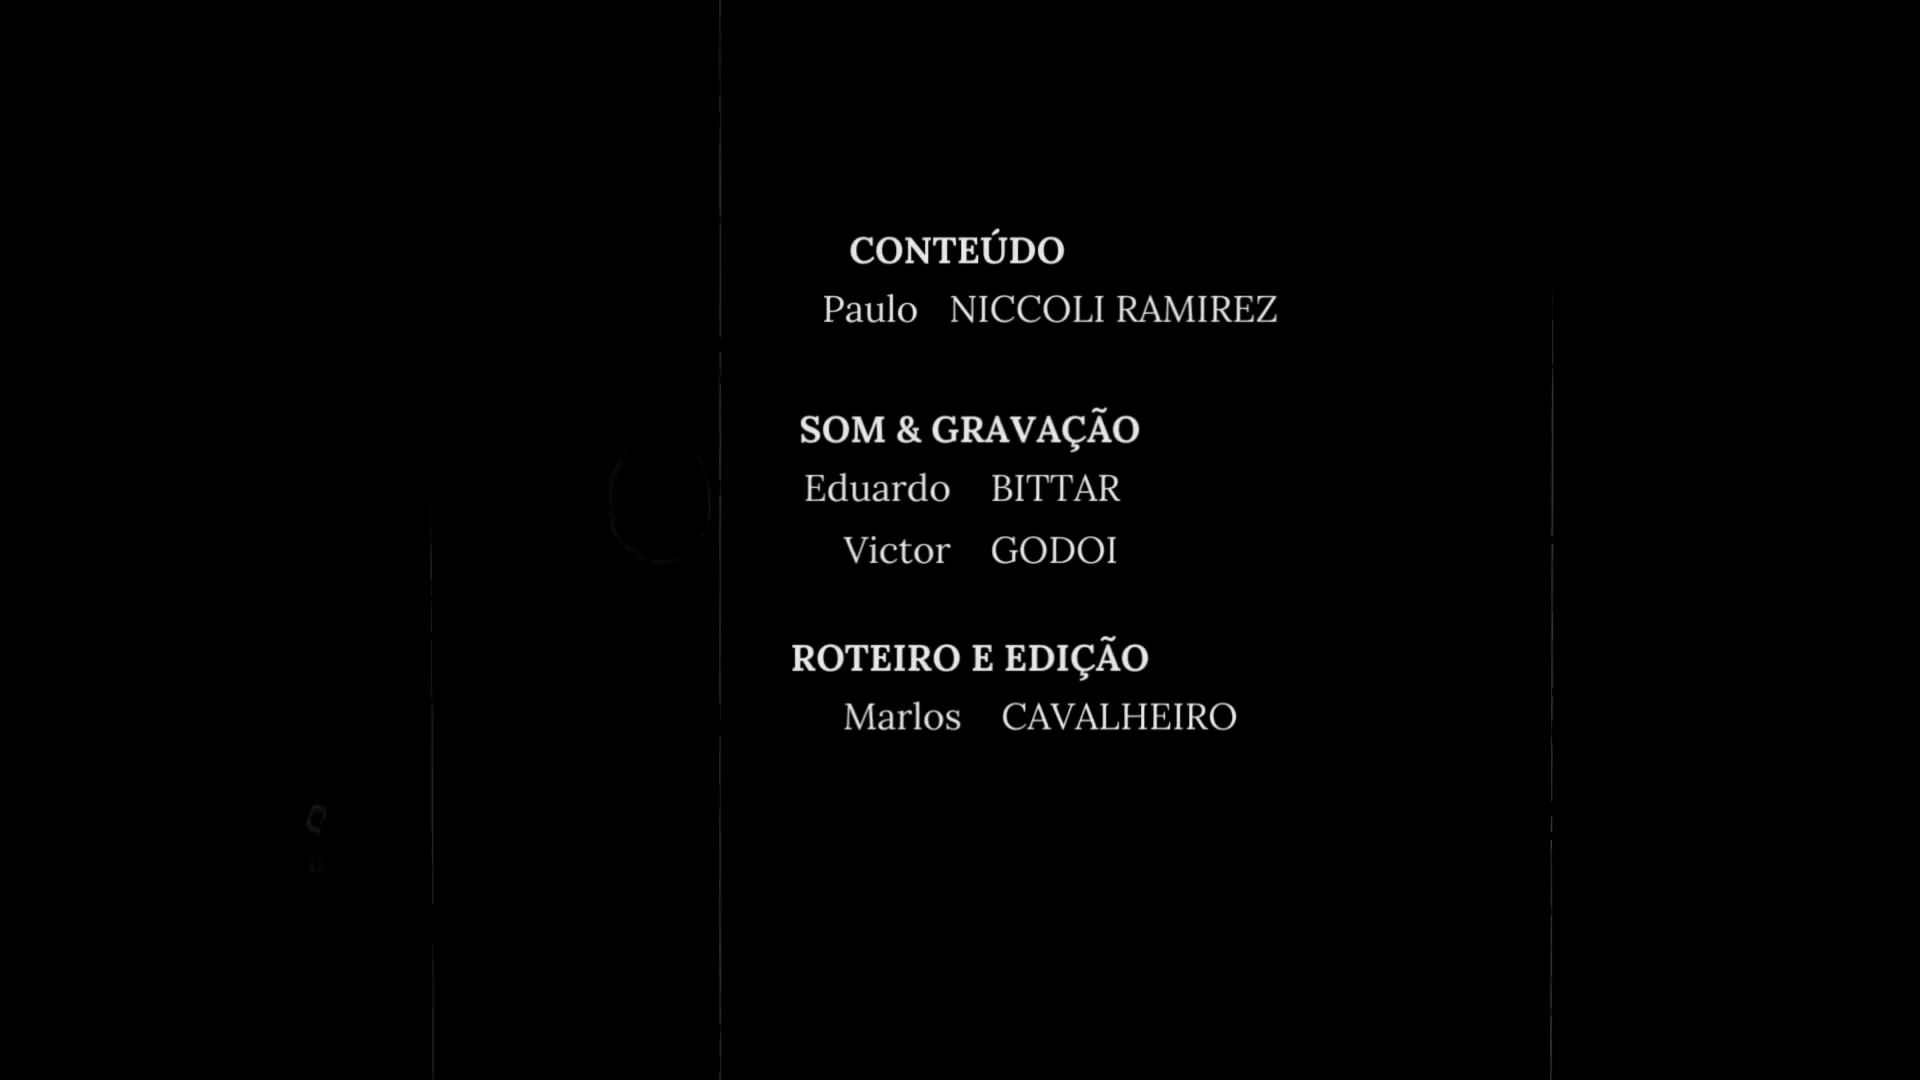 CONTEÚDO
Paulo NICCOLI RAMIREZ
SOM & GRAVAÇÃO
Eduardo BITTAR
Victor GODOI
ROTEIRO E EDIÇÃO
Marlos CAVALHEIRO